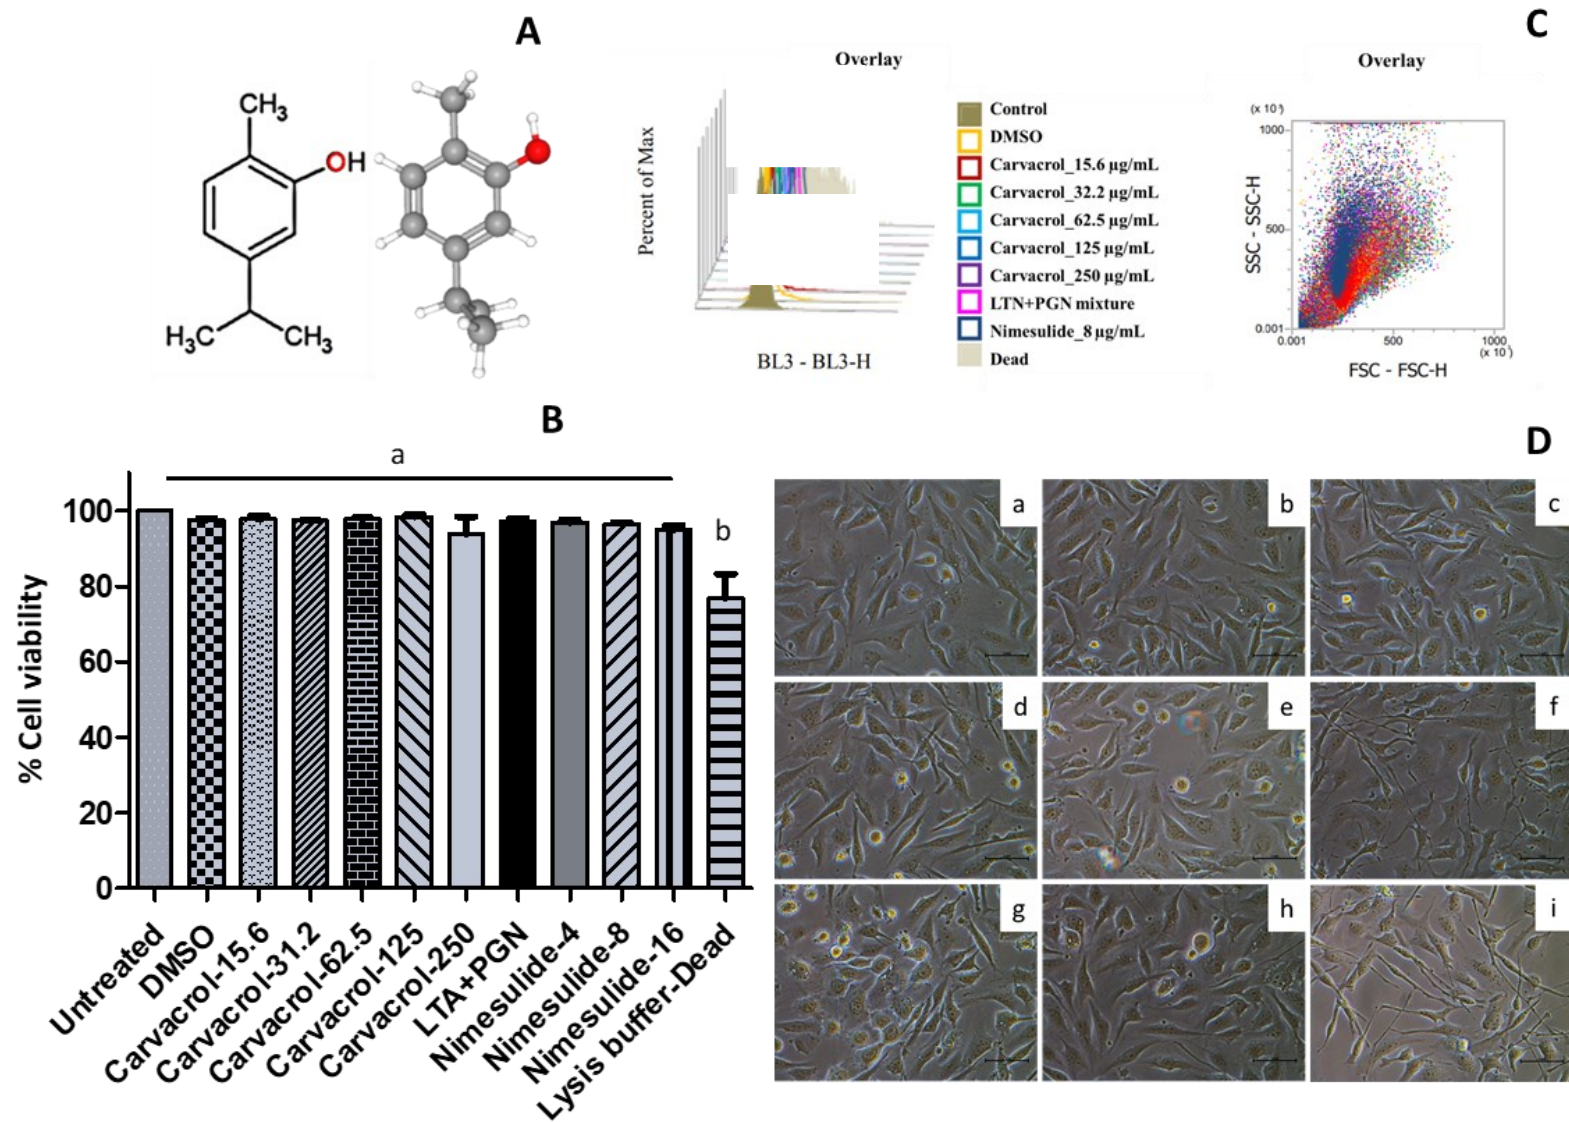 A
CH₃
OH
H₃C
CH₃
Overlay
Percent of Max
BL3 - BL3-H
Control
DMSO
Carvacrol_15.6 µg/mL
Carvacrol_32.2 µg/mL
Carvacrol_62.5 µg/mL
Carvacrol_125 µg/mL
Carvacrol_250 µg/mL
LTN+PGN mixture
Nimesulide_8 µg/mL
Dead
C
Overlay
(x 10³)
1000
500
0.001
SSC - SSC-H
0.001
500
1000
(x 10³)
FSC - FSC-H
B
a
b
% Cell viability
100
80
60
40
20
0
Untreated
DMSO
Carvacrol-15.6
Carvacrol-31.2
Carvacrol-62.5
Carvacrol-125
Carvacrol-250
LTA+PGN
Nimesulide-4
Nimesulide-8
Nimesulide-16
Lysis buffer-Dead
D
a
b
c
d
e
f
g
h
i